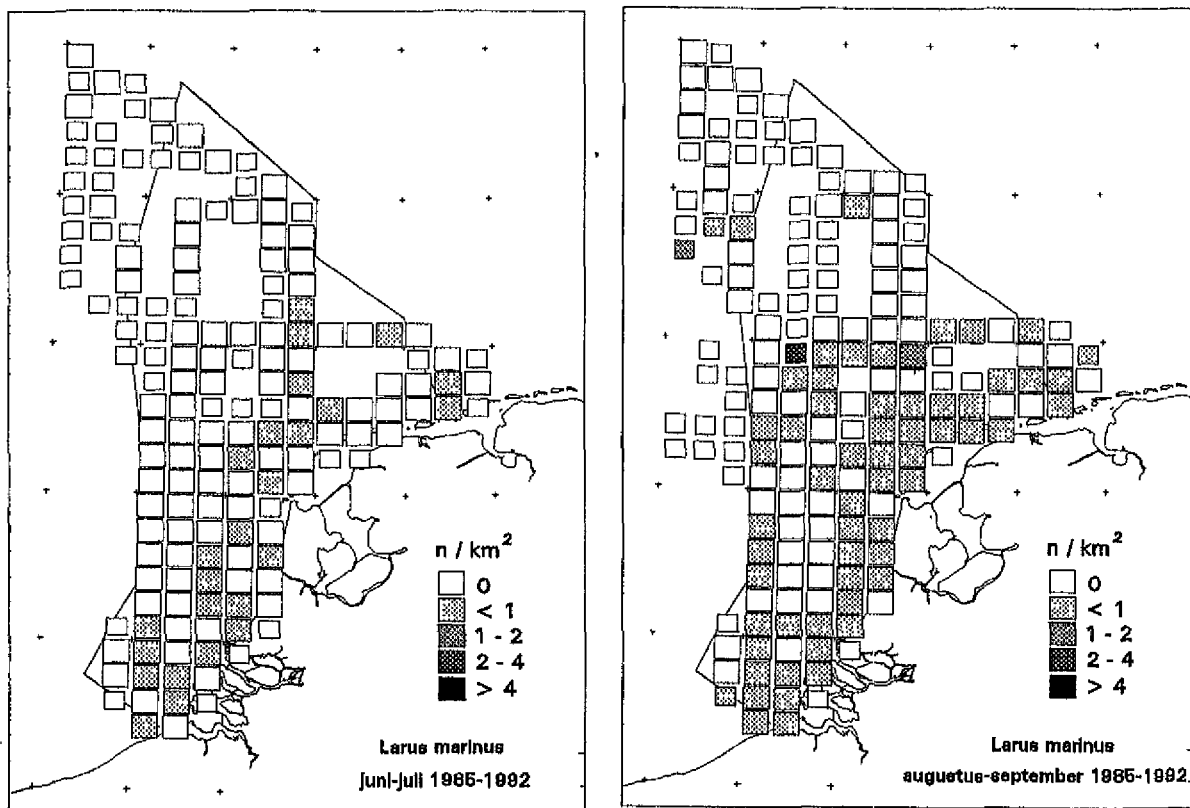 n / km²
0
< 1
1 - 2
2 - 4
> 4
Larus marinus
juni-juli 1985-1992
n / km²
0
< 1
1 - 2
2 - 4
> 4
Larus marinus
augustus-september 1985-1992